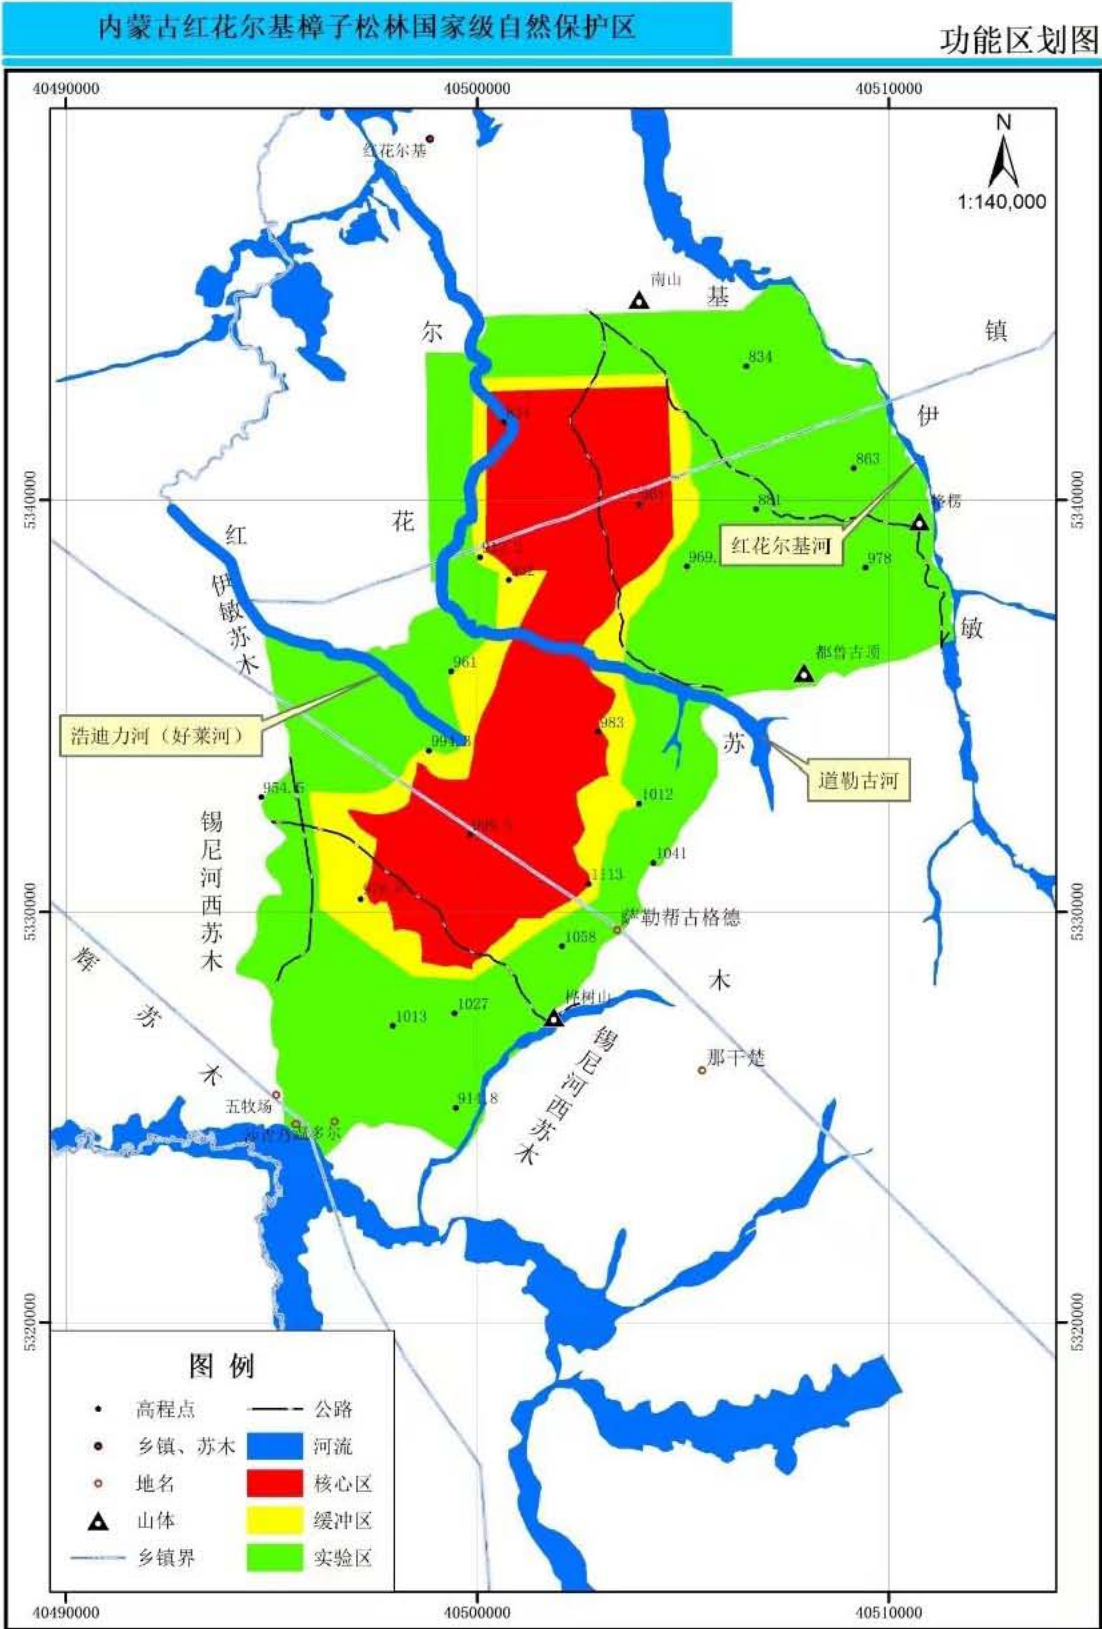 内蒙古红花尔基樟子松林国家级自然保护区
功能区划图
40490000
40500000
40510000
N
1:140,000
红花尔基
南山
基
尔
镇
834
伊
863
881
5340000
5340000
红
花
红花尔基河
969.
978
伊敏苏木
敏
961
都鲁古顶
浩迪力河（好莱河）
983
苏
道勒古河
954.5
1012
锡尼河西苏木
1041
1113
萨勒帮古格德
5330000
5330000
1058
辉
木
桦树山
苏
1027
1013
锡尼河西苏木
那干楚
木
914.8
五牧场
5320000
5320000
图 例
高程点
公路
乡镇、苏木
河流
地名
核心区
山体
缓冲区
乡镇界
实验区
40490000
40500000
40510000